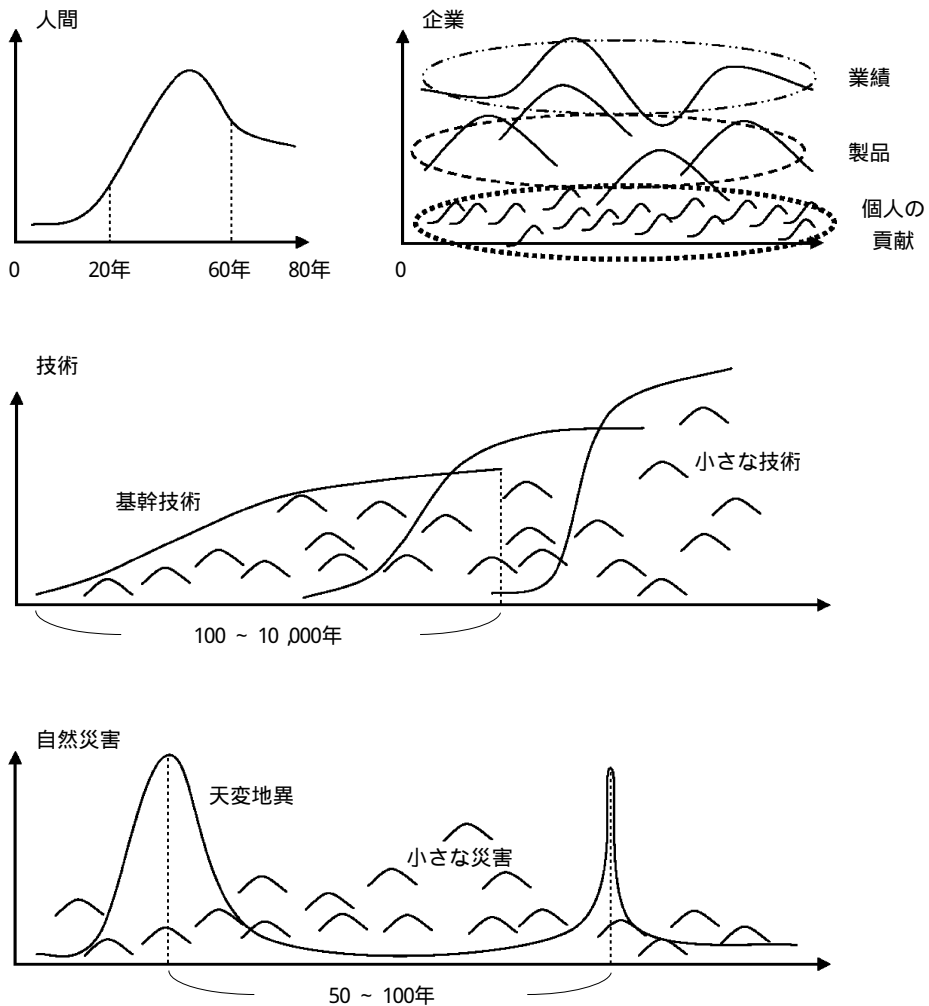 人間
0
20年
60年
80年
企業
業績
製品
個人の
貢献
0
技術
基幹技術
小さな技術
100 ~ 10,000年
自然災害
天変地異
小さな災害
50 ~ 100年